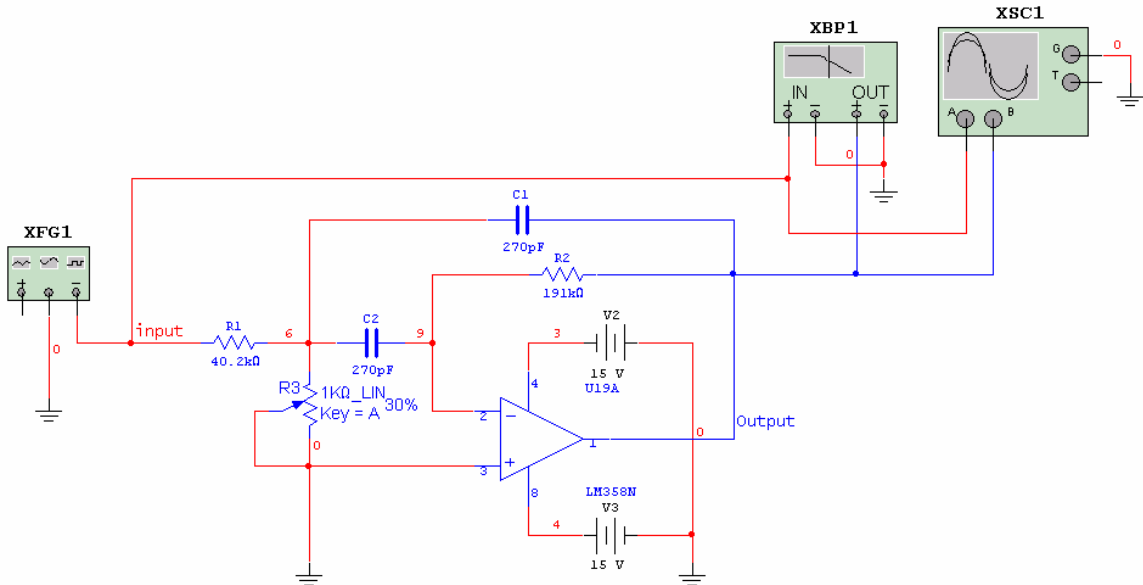 XSC1
XBP1
G
T
0
IN
OUT
+
−
+
−
A
B
0
C1
270pF
XFG1
+
−
R2
191kΩ
input
R1
40.2kΩ
6
C2
270pF
9
3
V2
15 V
U19A
0
R3
1KΩ_LIN
Key = A
30%
0
4
2
−
3
+
1
8
Output
0
LM358N
4
V3
15 V